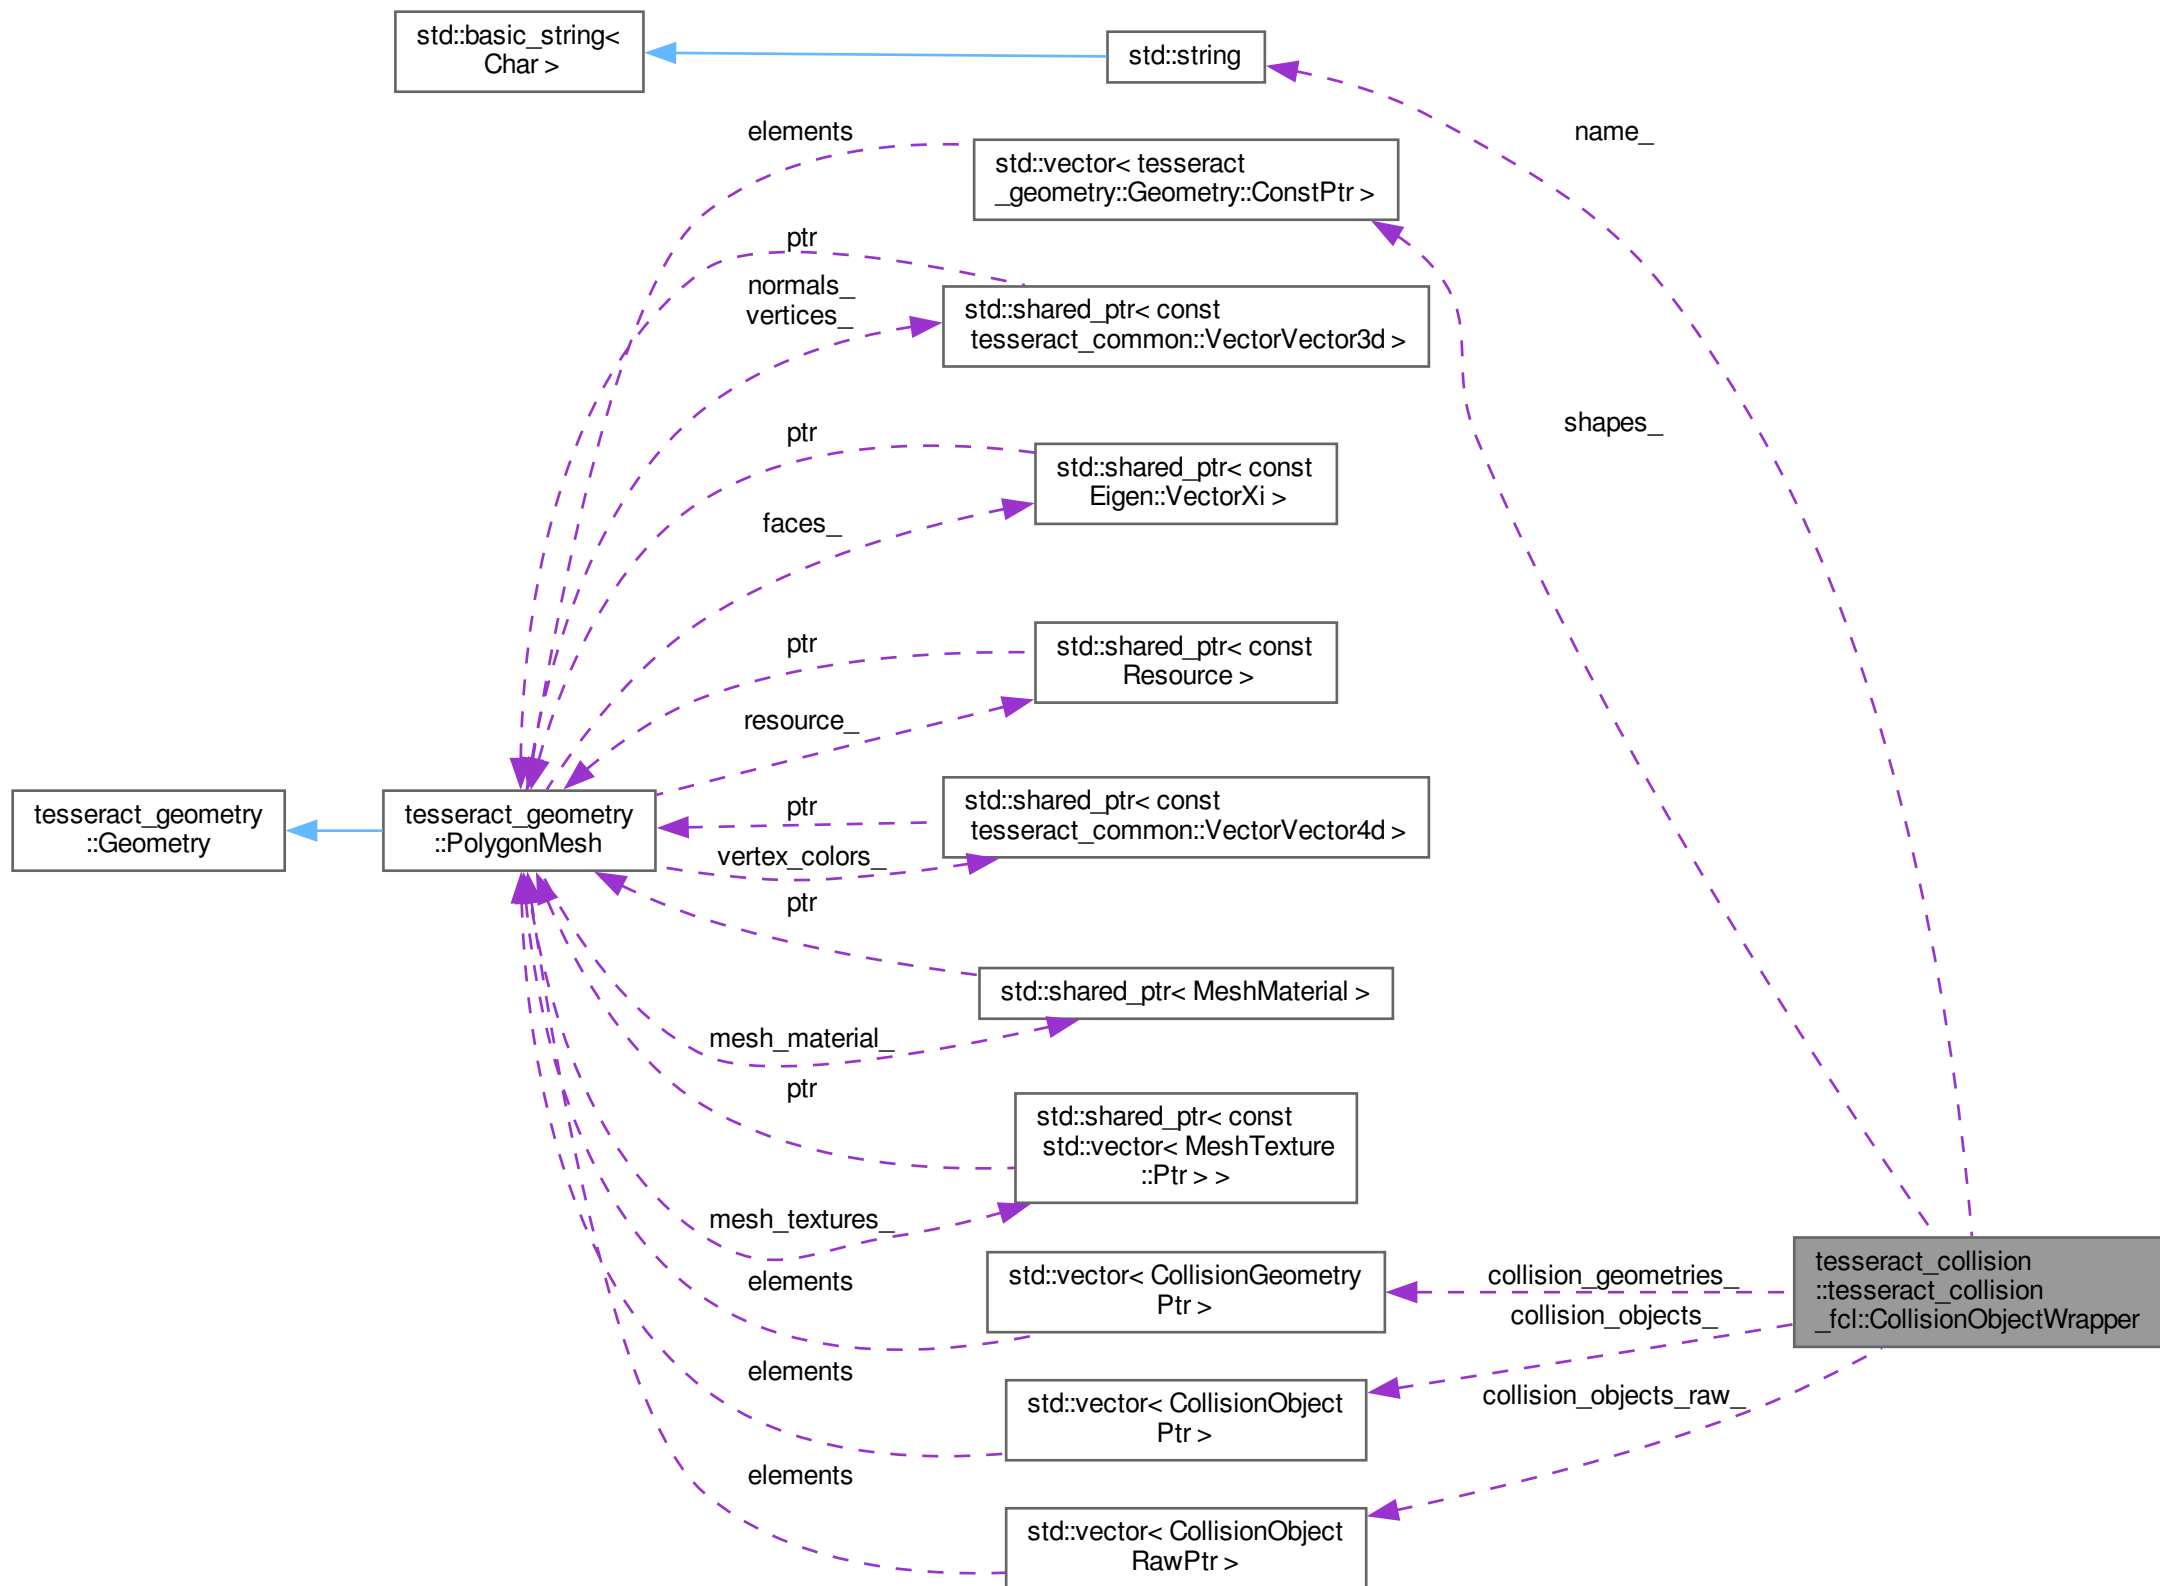 std::basic_string<
Char >
std::string
name_
elements
std::vector< tesseract
_geometry::Geometry::ConstPtr >
ptr
normals_
vertices_
std::shared_ptr< const
tesseract_common::VectorVector3d >
shapes_
ptr
std::shared_ptr< const
Eigen::VectorXi >
faces_
ptr
std::shared_ptr< const
Resource >
resource_
tesseract_geometry
::Geometry
tesseract_geometry
::PolygonMesh
ptr
std::shared_ptr< const
tesseract_common::VectorVector4d >
vertex_colors_
ptr
std::shared_ptr< MeshMaterial >
mesh_material_
ptr
std::shared_ptr< const
std::vector< MeshTexture
::Ptr > >
mesh_textures_
elements
std::vector< CollisionGeometry
Ptr >
collision_geometries_
collision_objects_
tesseract_collision
::tesseract_collision
_fcl::CollisionObjectWrapper
elements
std::vector< CollisionObject
Ptr >
collision_objects_raw_
elements
std::vector< CollisionObject
RawPtr >